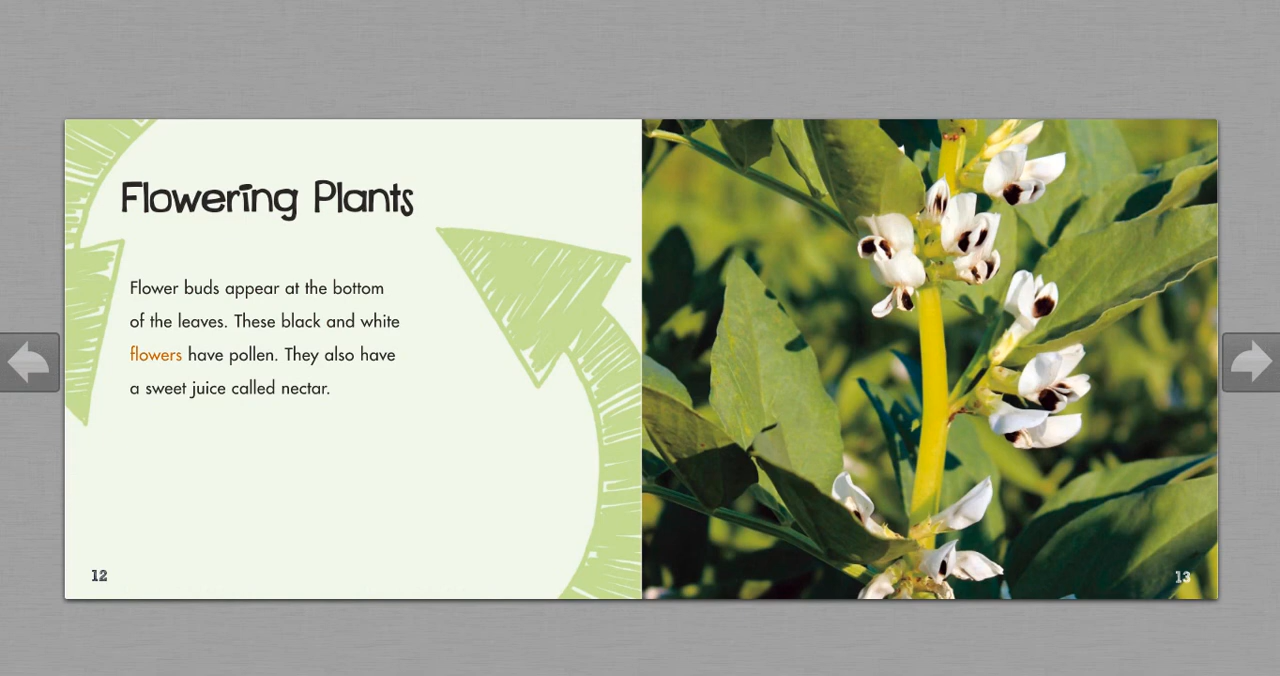 Flowering Plants
Flower buds appear at the bottom
of the leaves. These black and white
flowers have pollen. They also have
a sweet juice called nectar.
12
13